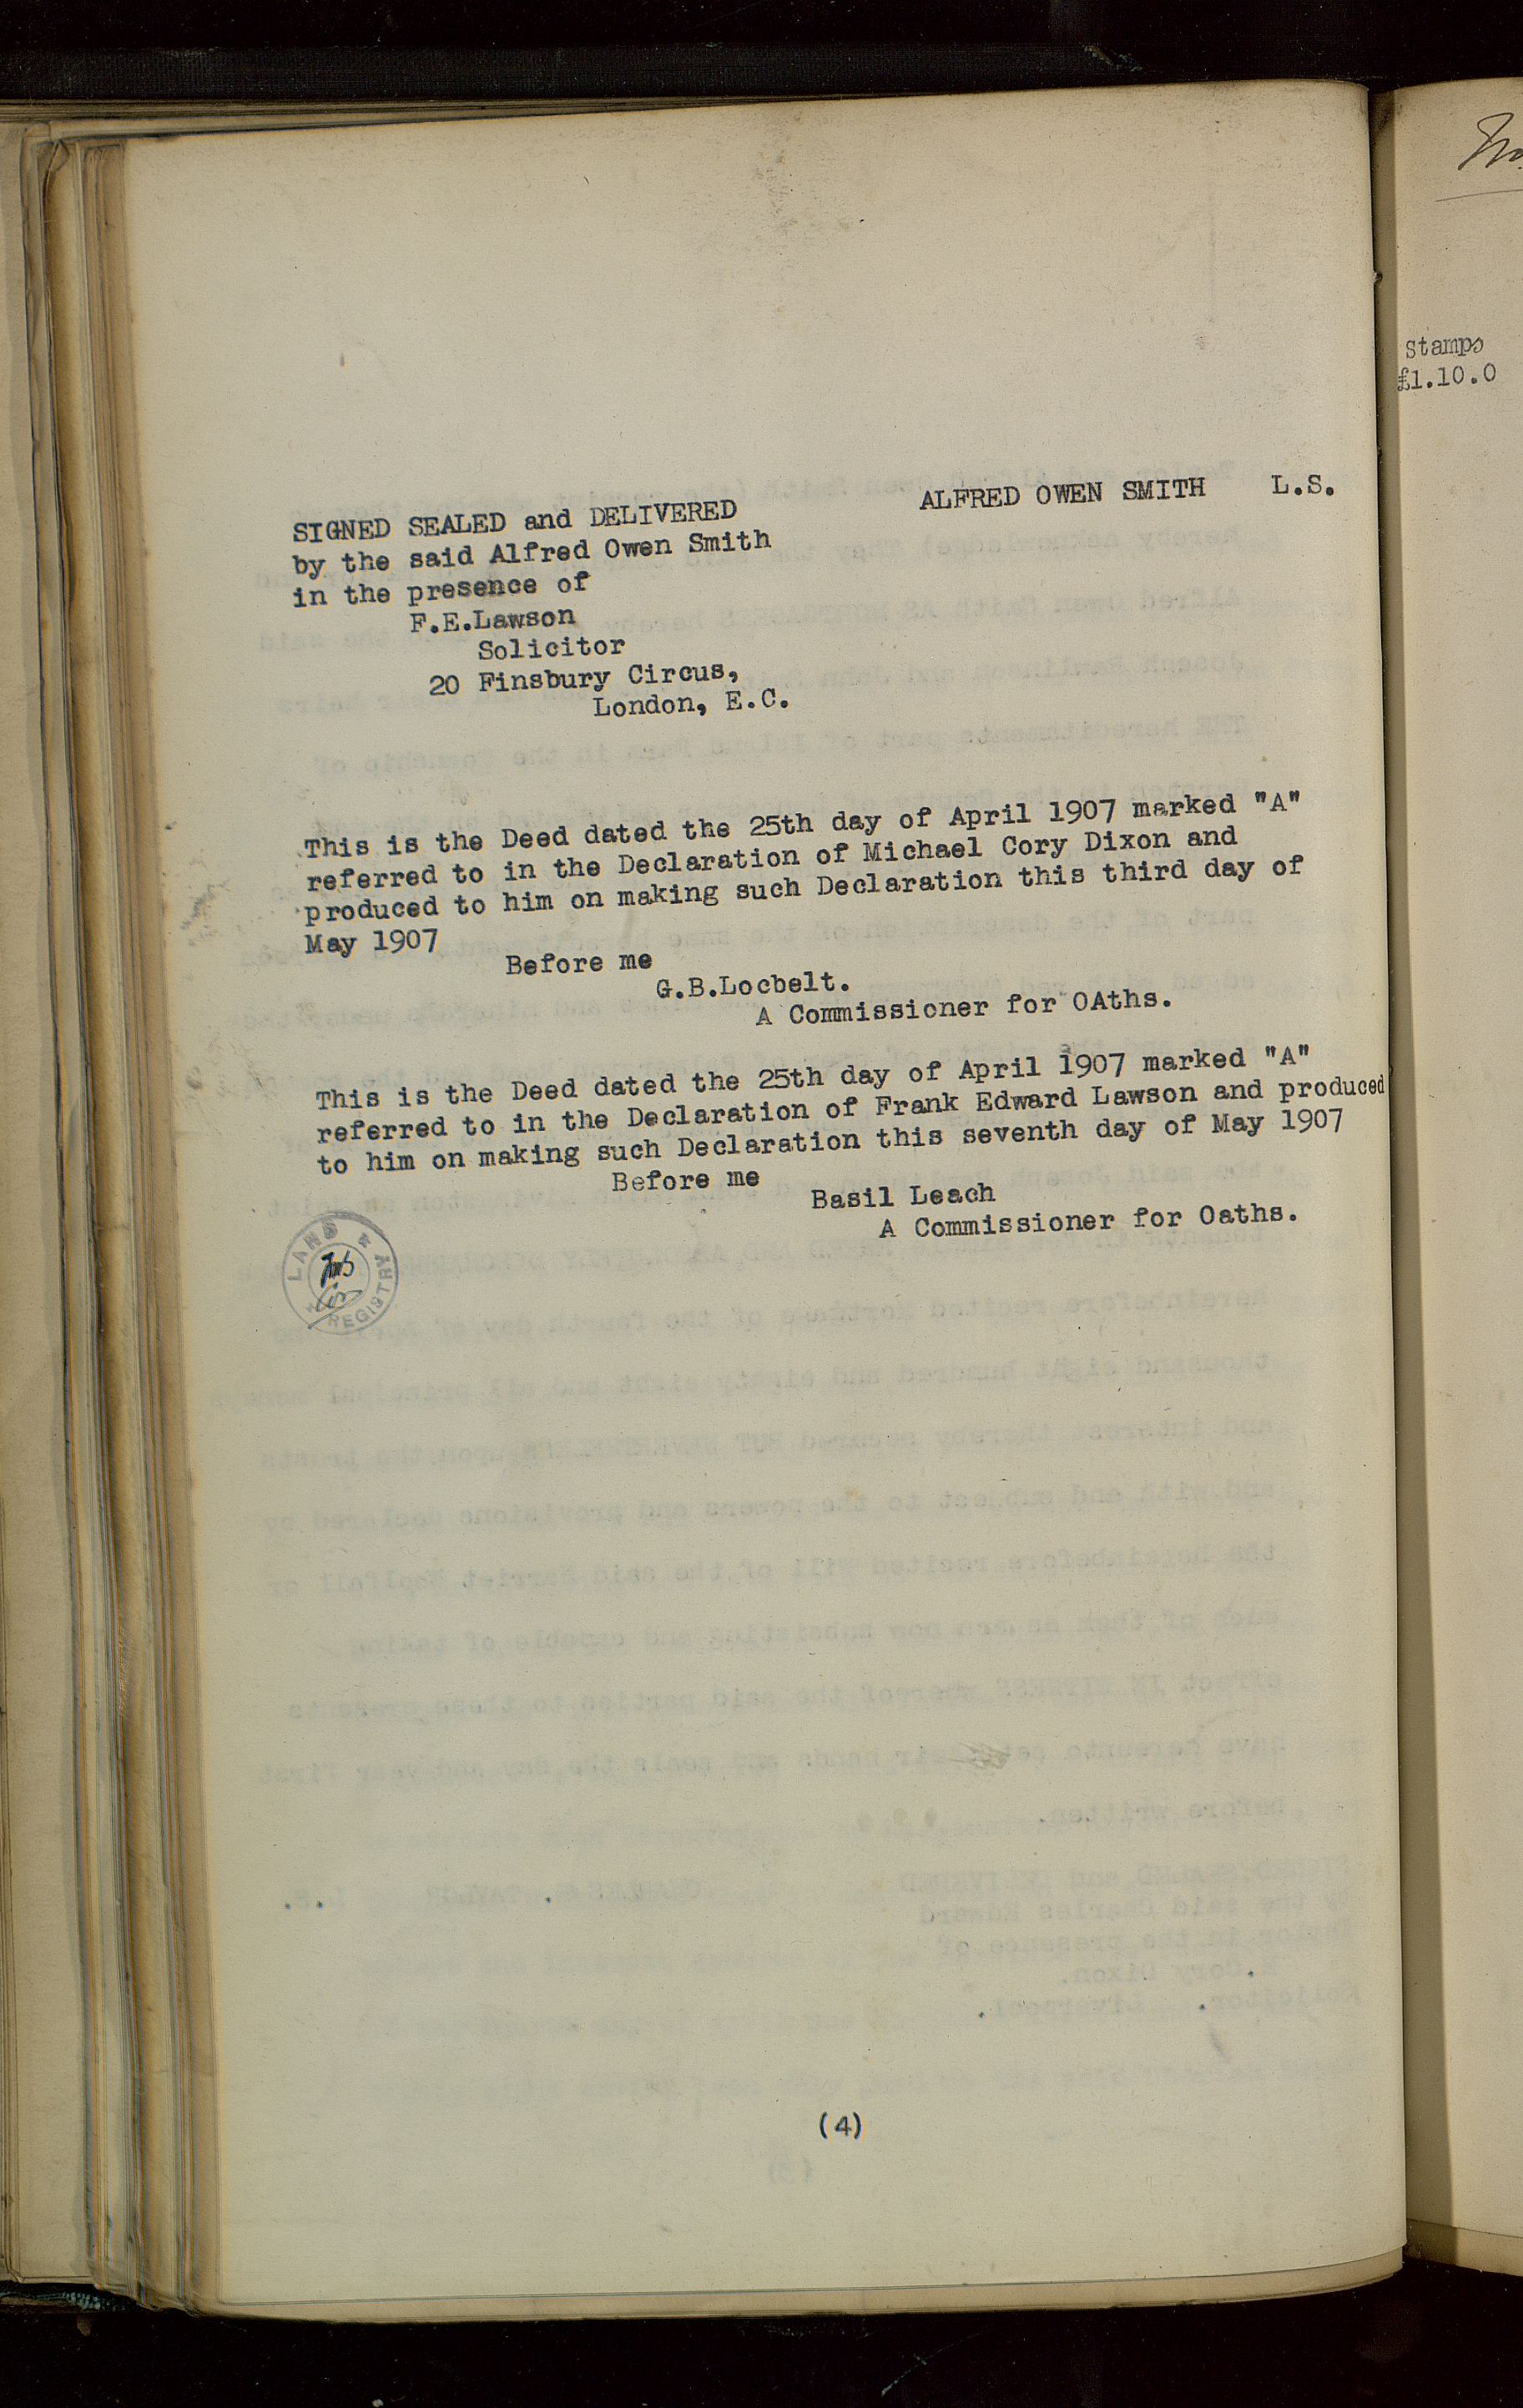 SIGNED SEALED and DELIVERED ALFRED OWEN SMITH L.S.
by the said Alfred Owen Smith
in the presence of
F.E.Lawson
Solicitor
20 Finsbury Circus,
London, E.C.
This is the Deed dated the 25th day of April 1907 marked "A"
referred to in the Declaration of Michael Cory Dixon and
produced to him on making such Declaration this third day of
May 1907
Before me
G.B.Locbelt.
A Commissioner for OAths.
This is the Deed dated the 25th day of April 1907 marked "A"
referred to in the Declaration of Frank Edward Lawson and produced
to him on making such Declaration this seventh day of May 1907
Before me
Basil Leach
A Commissioner for Oaths.
LAND REGISTRY
(4)
Stamps
£1.10.0